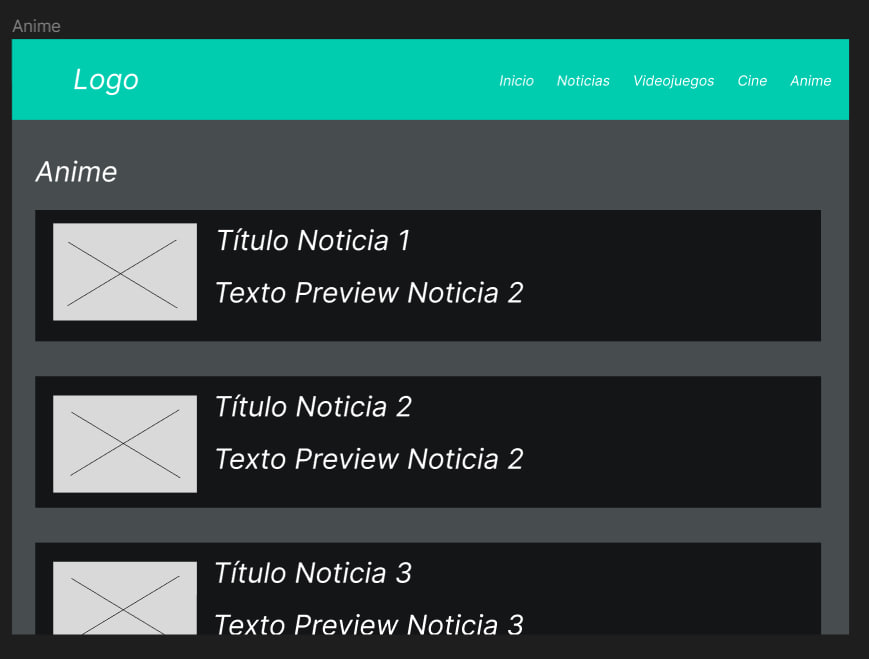 Anime
Logo
Inicio Noticias Videojuegos Cine Anime
Anime
Título Noticia 1
Texto Preview Noticia 2
Título Noticia 2
Texto Preview Noticia 2
Título Noticia 3
Texto Preview Noticia 3